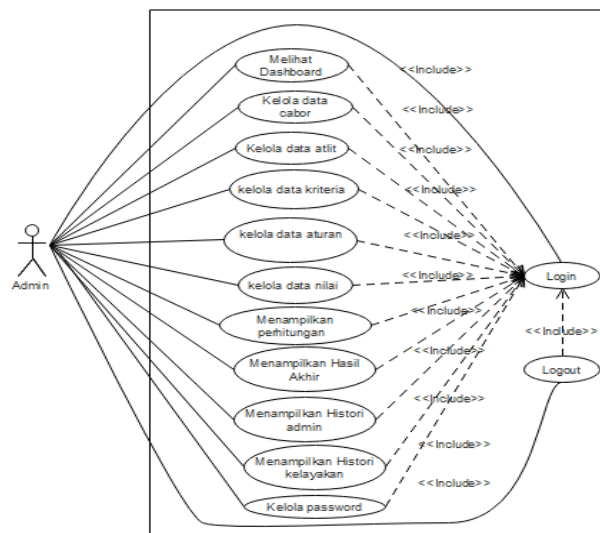 Melihat
Dashboard
<<Include>>
Kelola data
cabor
<<Include>>
Kelola data atlit
<<Include>>
kelola data kriteria
<<Include>>
kelola data aturan
<<Include>>
Admin
kelola data nilai
<<Include>>
Login
Menampilkan
perhitungan
<<Include>>
<<Include>>
Menampilkan Hasil
Akhir
<<Include>>
Logout
Menampilkan Histori
admin
<<Include>>
Menampilkan Histori
kelayakan
<<Include>>
Kelola password
<<Include>>